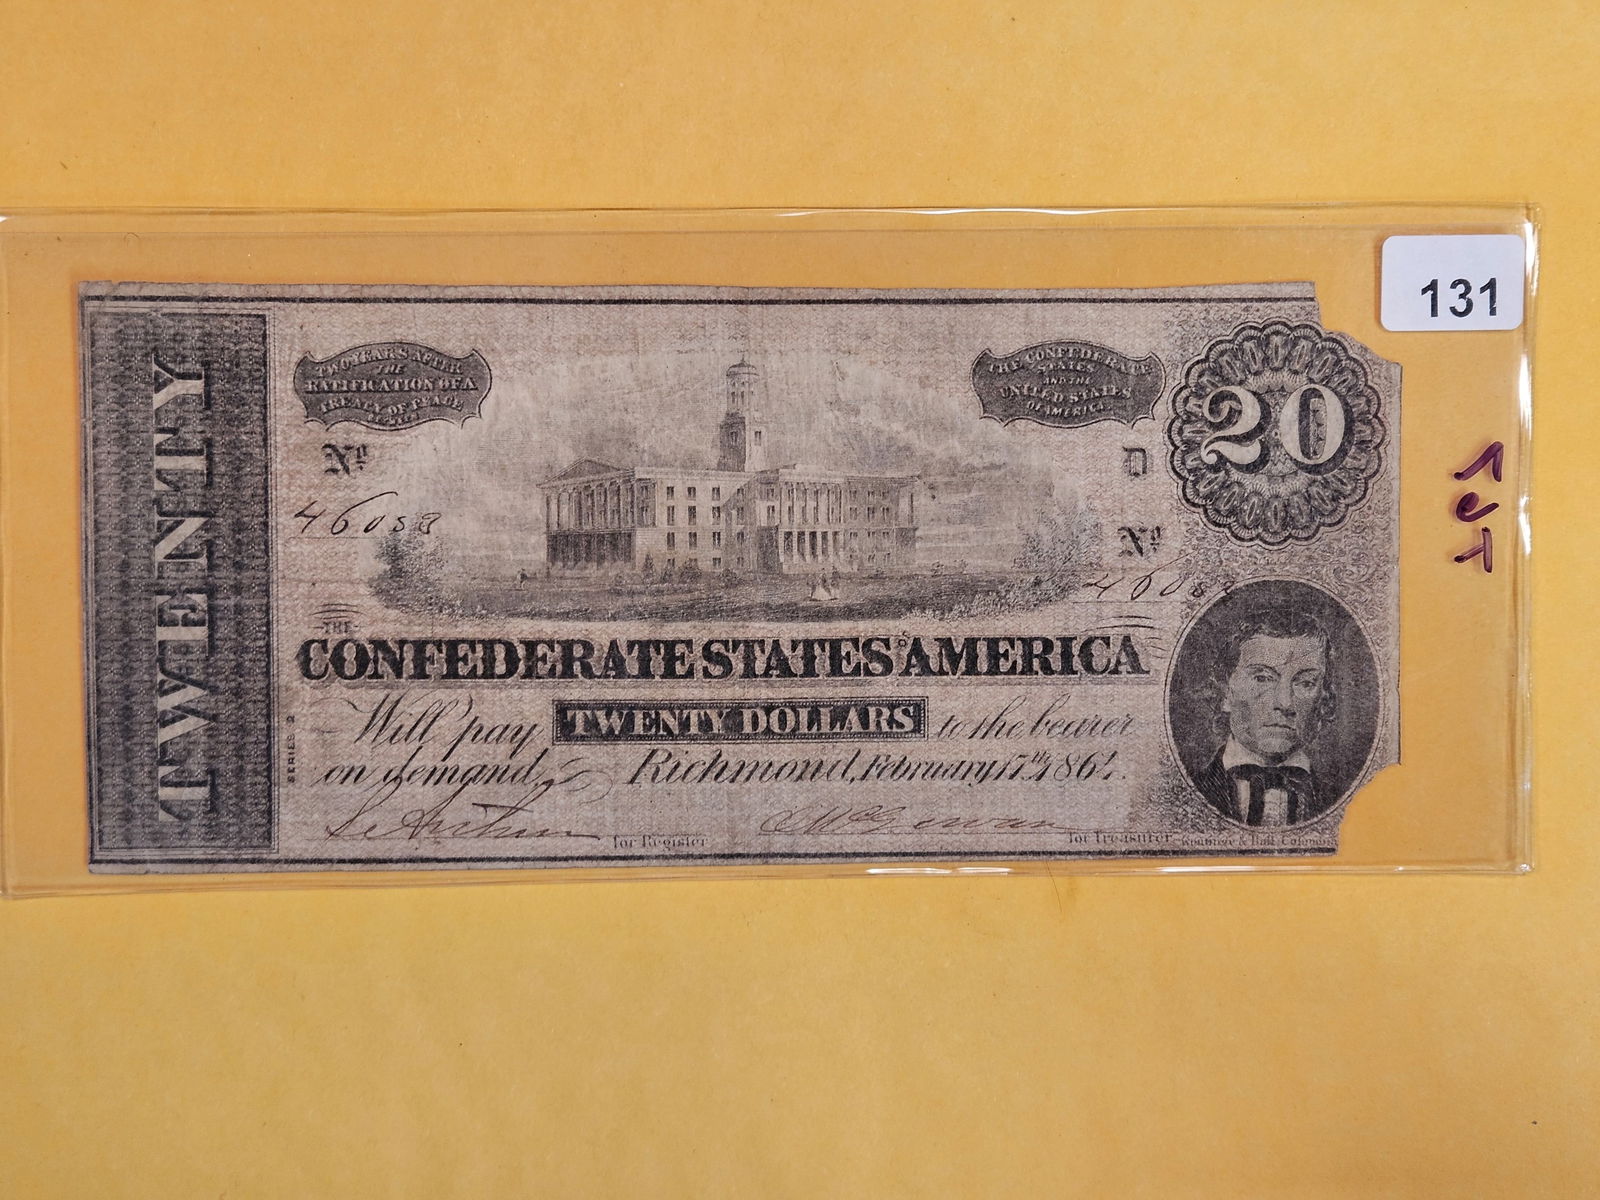 131
TWENTY
TWO YEARS AFTER
THE
RATIFICATION OF A
TREATY OF PEACE
THE CONFEDERATE
STATES
AND THE
UNITED STATES
OF AMERICA
20
Nº
D
46058
Nº
THE
CONFEDERATE STATES OF AMERICA
Will pay TWENTY DOLLARS to the bearer
on demand, Richmond, February 17th 1864.
SERIES 2
for Register
for Treasurer